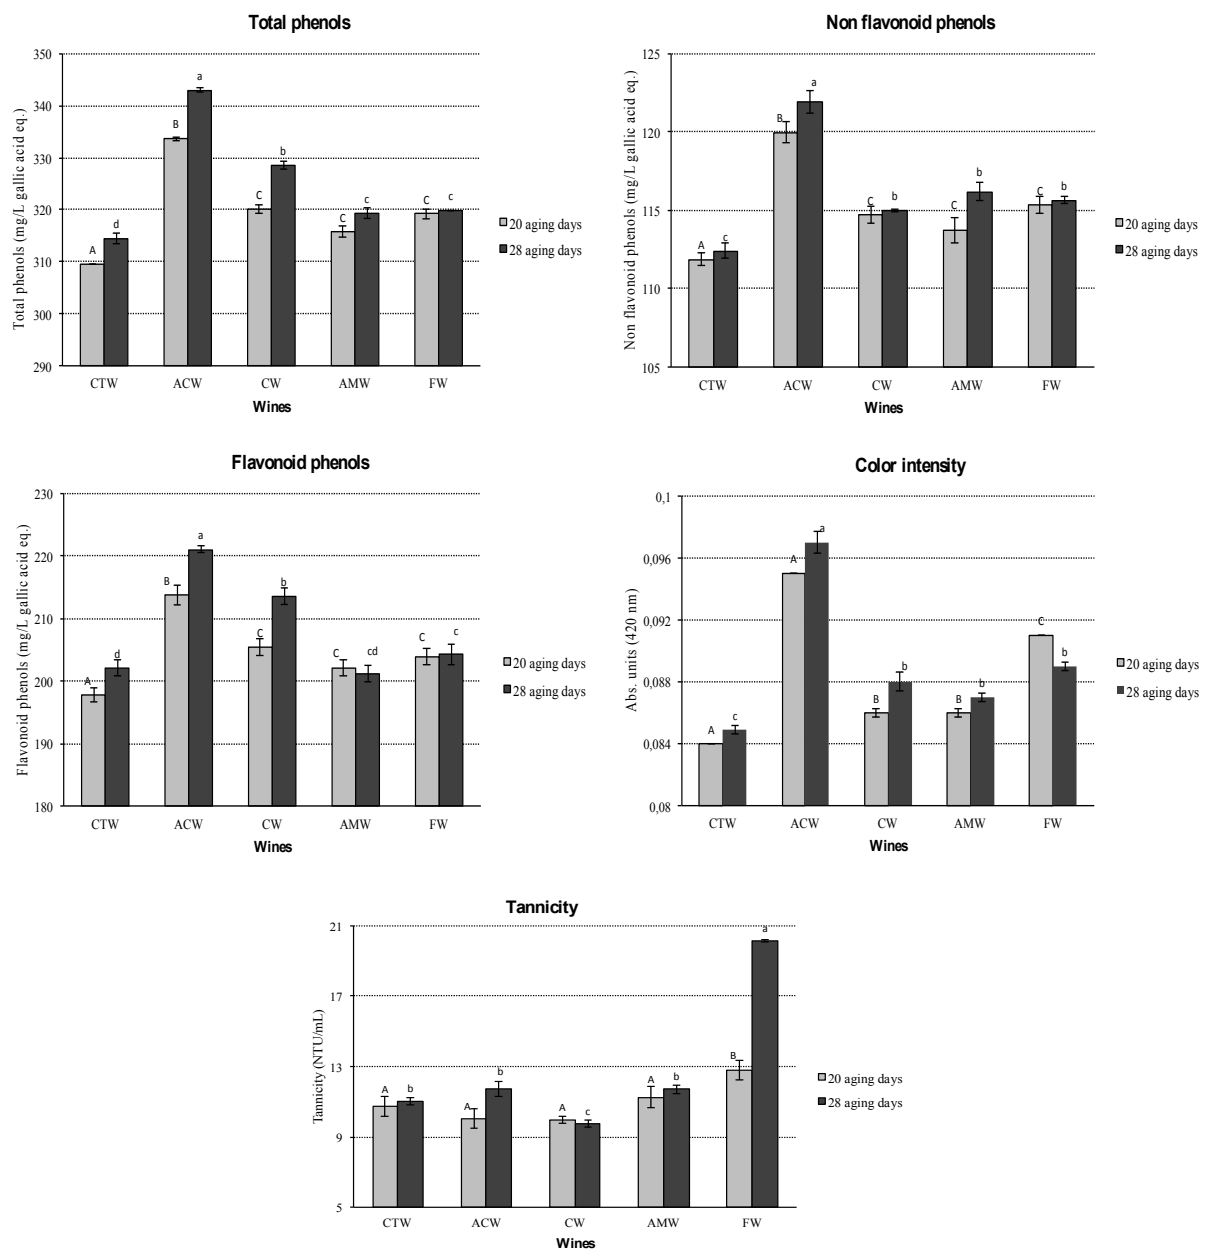 Total phenols
Total phenols (mg/L gallic acid eq.)
350
340
330
320
310
300
290
A
d
B
a
C
b
C
c
C
c
CTW
ACW
CW
AMW
FW
Wines
20 aging days
28 aging days
Non flavonoid phenols
Non flavonoid phenols (mg/L gallic acid eq.)
125
120
115
110
105
A
c
B
a
C
b
C
b
C
b
CTW
ACW
CW
AMW
FW
Wines
20 aging days
28 aging days
Flavonoid phenols
Flavonoid phenols (mg/L gallic acid eq.)
230
220
210
200
190
180
A
d
B
a
C
b
C
cd
C
c
CTW
ACW
CW
AMW
FW
Wines
20 aging days
28 aging days
Color intensity
Abs. units (420 nm)
0,1
0,096
0,092
0,088
0,084
0,08
A
c
A
a
B
b
B
b
C
b
CTW
ACW
CW
AMW
FW
Wines
20 aging days
28 aging days
Tannicity
Tannicity (NTU/mL)
21
17
13
9
5
A
b
A
b
A
c
A
b
B
a
CTW
ACW
CW
AMW
FW
Wines
20 aging days
28 aging days